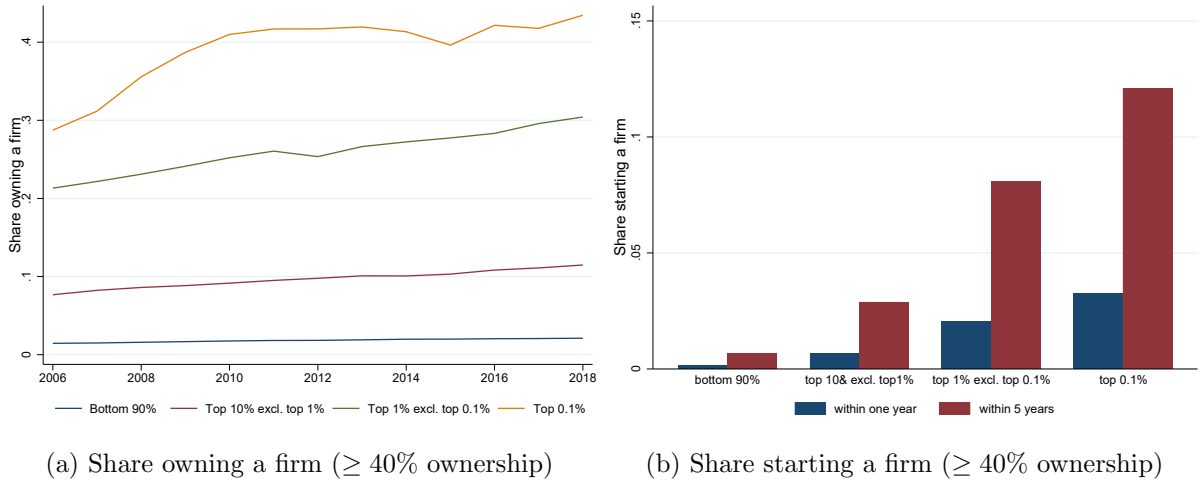 Share owning a firm
.4
.3
.2
.1
0
2006 2008 2010 2012 2014 2016 2018
Bottom 90% Top 10% excl. top 1% Top 1% excl. top 0.1% Top 0.1%
(a) Share owning a firm (≥ 40% ownership)
Share starting a firm
.15
.1
.05
0
bottom 90% top 10& excl. top1% top 1% excl. top 0.1% top 0.1%
within one year within 5 years
(b) Share starting a firm (≥ 40% ownership)